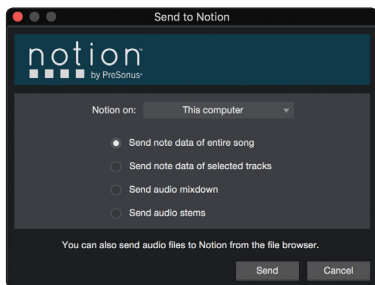 Send to Notion
notion™
by PreSonus®
Notion on: This computer
Send note data of entire song
Send note data of selected tracks
Send audio mixdown
Send audio stems
You can also send audio files to Notion from the file browser.
Send Cancel